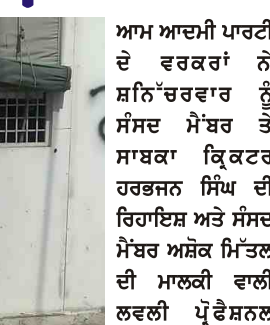 ਆਮ ਆਦਮੀ ਪਾਰਟੀ
ਦੇ ਵਰਕਰਾਂ ਨੇ
ਸ਼ਨਿੱਚਰਵਾਰ ਨੂੰ
ਸੰਸਦ ਮੈਂਬਰ ਤੇ
ਸਾਬਕਾ ਕ੍ਰਿਕਟਰ
ਹਰਭਜਨ ਸਿੰਘ ਦੀ
ਰਿਹਾਇਸ਼ ਅਤੇ ਸੰਸਦ
ਮੈਂਬਰ ਅਸ਼ੋਕ ਮਿੱਤਲ
ਦੀ ਮਾਲਕੀ ਵਾਲੀ
ਲਵਲੀ ਪ੍ਰੋਫੈਸ਼ਨਲ